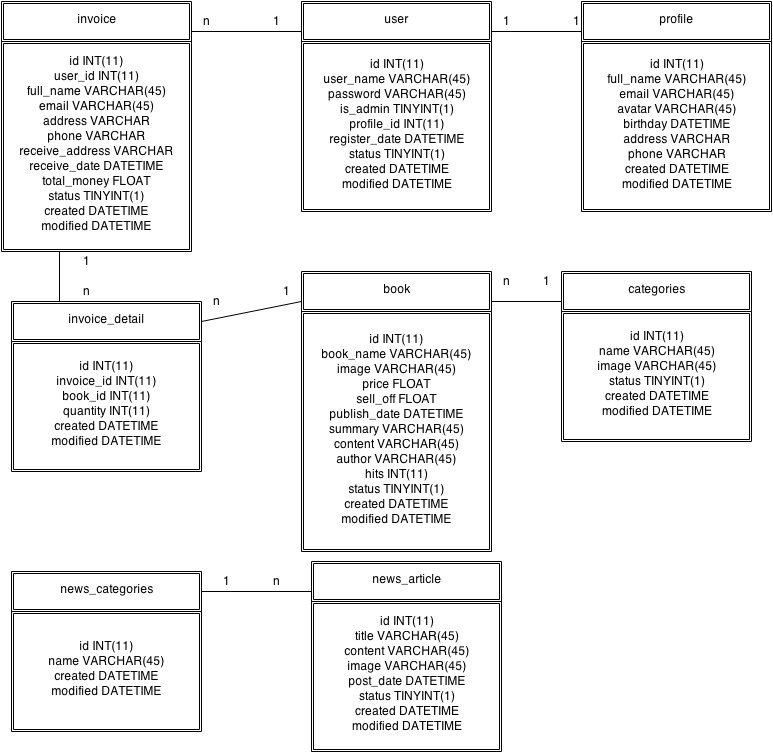 invoice
id INT(11)
user_id INT(11)
full_name VARCHAR(45)
email VARCHAR(45)
address VARCHAR
phone VARCHAR
receive_address VARCHAR
receive_date DATETIME
total_money FLOAT
status TINYINT(1)
created DATETIME
modified DATETIME
n 1
user
id INT(11)
user_name VARCHAR(45)
password VARCHAR(45)
is_admin TINYINT(1)
profile_id INT(11)
register_date DATETIME
status TINYINT(1)
created DATETIME
modified DATETIME
1 1
profile
id INT(11)
full_name VARCHAR(45)
email VARCHAR(45)
avatar VARCHAR(45)
birthday DATETIME
address VARCHAR
phone VARCHAR
created DATETIME
modified DATETIME
1
n
invoice_detail
id INT(11)
invoice_id INT(11)
book_id INT(11)
quantity INT(11)
created DATETIME
modified DATETIME
n 1
book
id INT(11)
book_name VARCHAR(45)
image VARCHAR(45)
price FLOAT
sell_off FLOAT
publish_date DATETIME
summary VARCHAR(45)
content VARCHAR(45)
author VARCHAR(45)
hits INT(11)
status TINYINT(1)
created DATETIME
modified DATETIME
n 1
categories
id INT(11)
name VARCHAR(45)
image VARCHAR(45)
status TINYINT(1)
created DATETIME
modified DATETIME
news_categories
id INT(11)
name VARCHAR(45)
created DATETIME
modified DATETIME
1 n
news_article
id INT(11)
title VARCHAR(45)
content VARCHAR(45)
image VARCHAR(45)
post_date DATETIME
status TINYINT(1)
created DATETIME
modified DATETIME